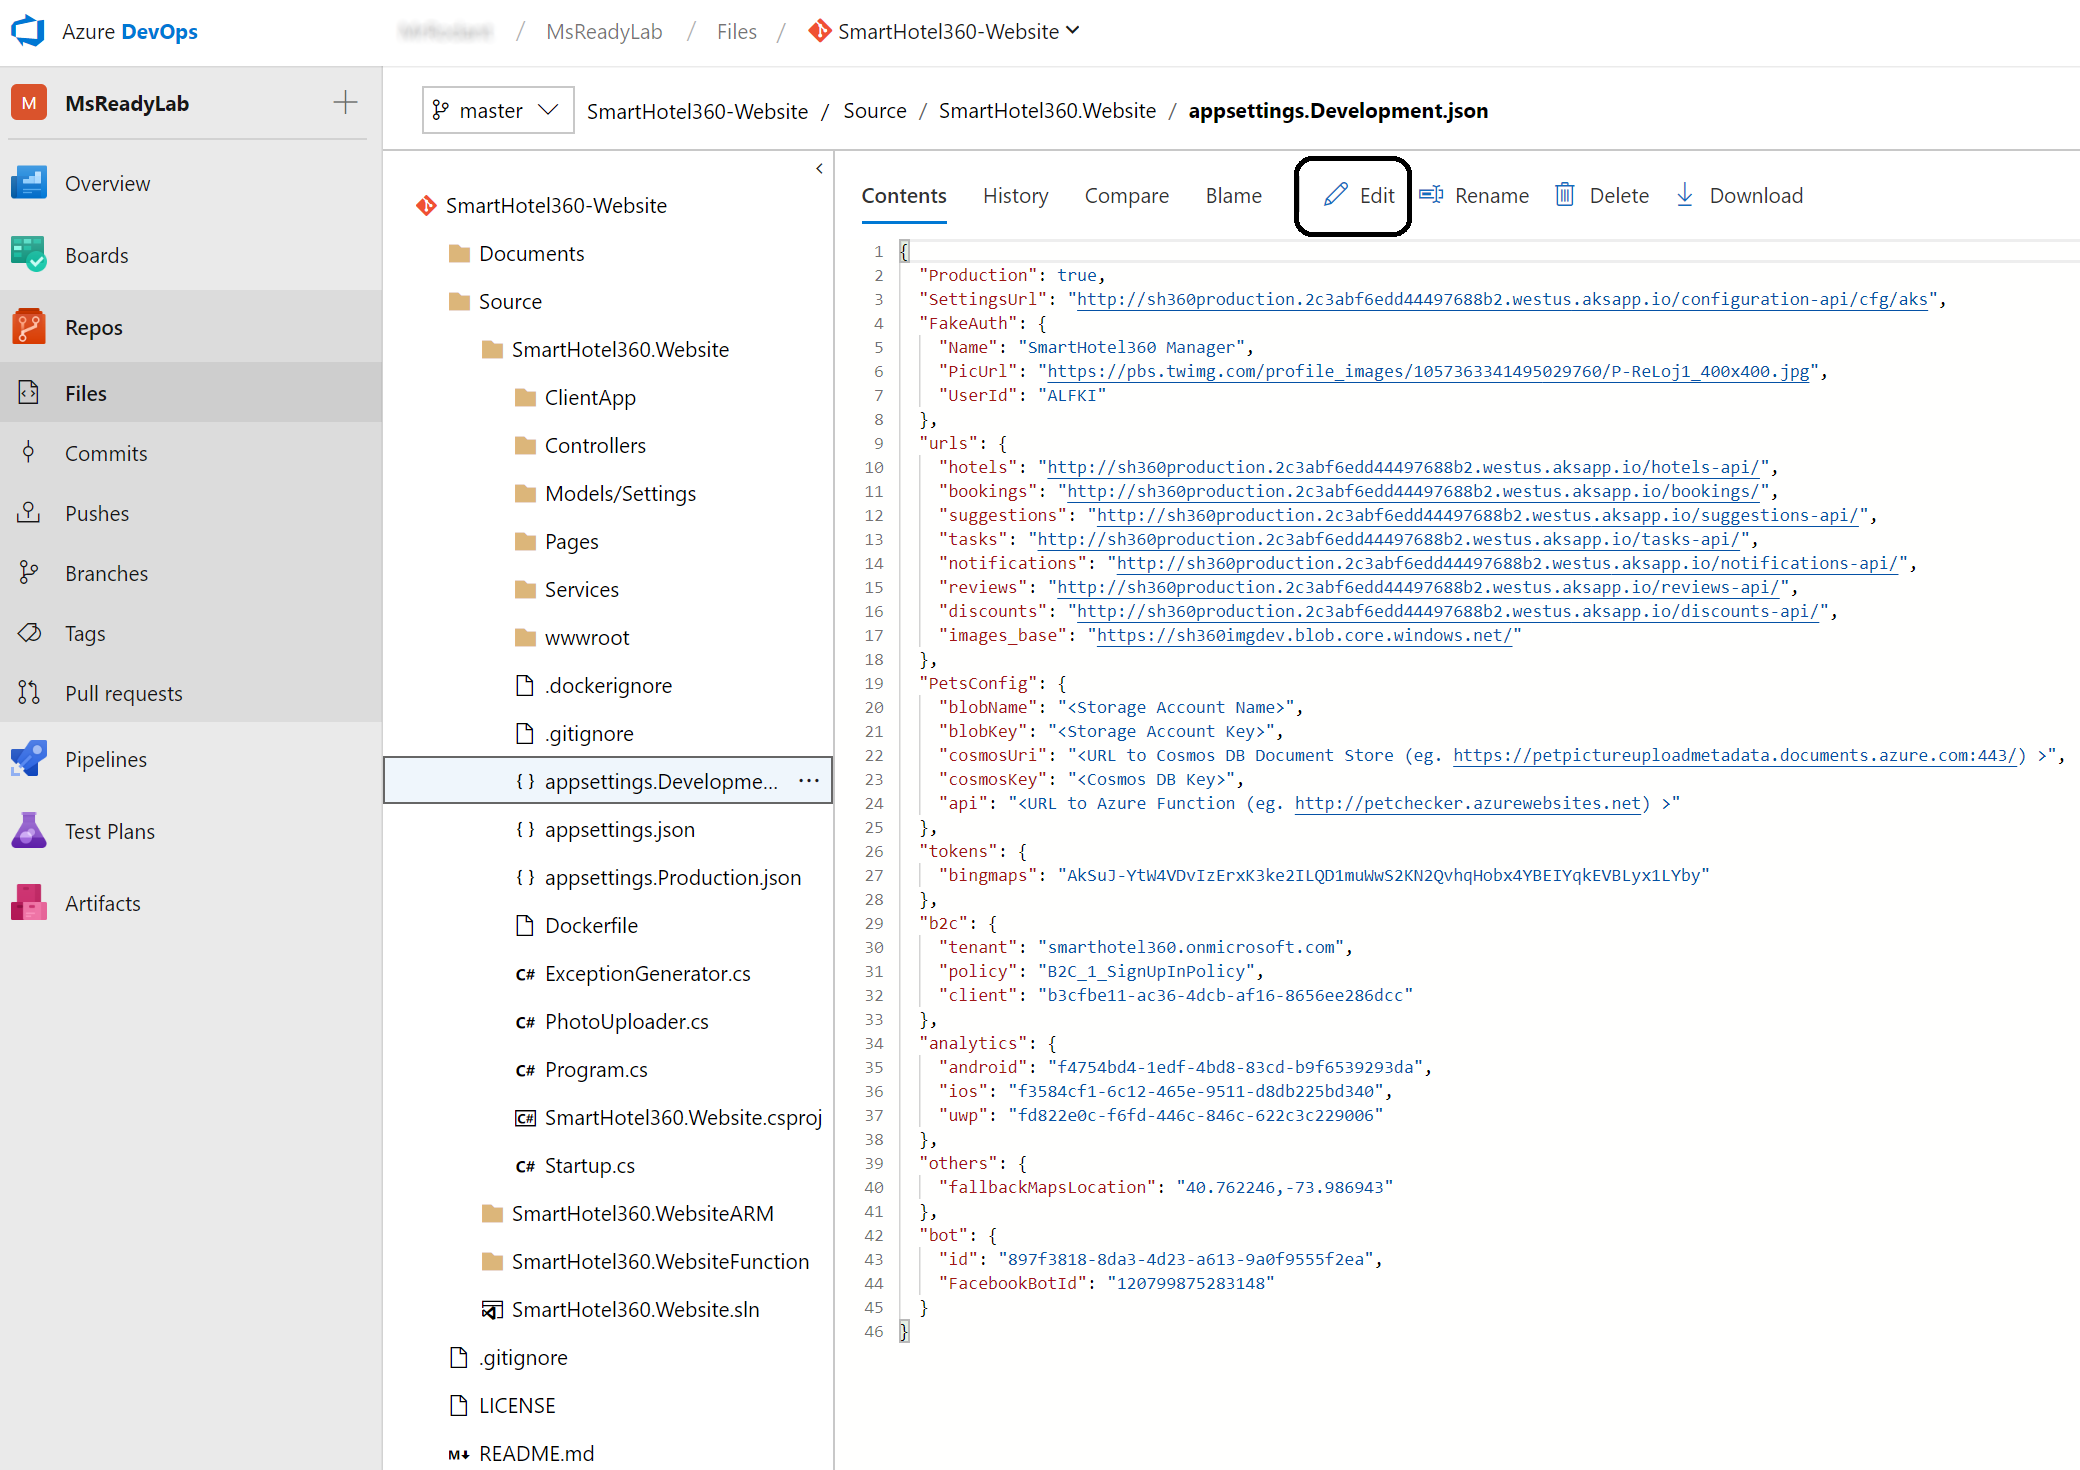 Azure DevOps
/ MsReadyLab / Files / SmartHotel360-Website
M MsReadyLab
Overview
Boards
Repos
Files
Commits
Pushes
Branches
Tags
Pull requests
Pipelines
Test Plans
Artifacts
master SmartHotel360-Website / Source / SmartHotel360.Website / appsettings.Development.json
SmartHotel360-Website
Documents
Source
SmartHotel360.Website
ClientApp
Controllers
Models/Settings
Pages
Services
wwwroot
.dockerignore
.gitignore
{ } appsettings.Developme... ...
{ } appsettings.json
{ } appsettings.Production.json
Dockerfile
C# ExceptionGenerator.cs
C# PhotoUploader.cs
C# Program.cs
C# SmartHotel360.Website.csproj
C# Startup.cs
SmartHotel360.WebsiteARM
SmartHotel360.WebsiteFunction
SmartHotel360.Website.sln
.gitignore
LICENSE
M↓ README.md
Contents History Compare Blame Edit Rename Delete Download
1 {
2 "Production": true,
3 "SettingsUrl": "http://sh360production.2c3abf6edd44497688b2.westus.aksapp.io/configuration-api/cfg/aks",
4 "FakeAuth": {
5 "Name": "SmartHotel360 Manager",
6 "PicUrl": "https://pbs.twimg.com/profile_images/1057363341495029760/P-ReLoj1_400x400.jpg",
7 "UserId": "ALFKI"
8 },
9 "urls": {
10 "hotels": "http://sh360production.2c3abf6edd44497688b2.westus.aksapp.io/hotels-api/",
11 "bookings": "http://sh360production.2c3abf6edd44497688b2.westus.aksapp.io/bookings/",
12 "suggestions": "http://sh360production.2c3abf6edd44497688b2.westus.aksapp.io/suggestions-api/",
13 "tasks": "http://sh360production.2c3abf6edd44497688b2.westus.aksapp.io/tasks-api/",
14 "notifications": "http://sh360production.2c3abf6edd44497688b2.westus.aksapp.io/notifications-api/",
15 "reviews": "http://sh360production.2c3abf6edd44497688b2.westus.aksapp.io/reviews-api/",
16 "discounts": "http://sh360production.2c3abf6edd44497688b2.westus.aksapp.io/discounts-api/",
17 "images_base": "https://sh360imgdev.blob.core.windows.net/"
18 },
19 "PetsConfig": {
20 "blobName": "<Storage Account Name>",
21 "blobKey": "<Storage Account Key>",
22 "cosmosUri": "<URL to Cosmos DB Document Store (eg. https://petpictureuploadmetadata.documents.azure.com:443/) >",
23 "cosmosKey": "<Cosmos DB Key>",
24 "api": "<URL to Azure Function (eg. http://petchecker.azurewebsites.net) >"
25 },
26 "tokens": {
27 "bingmaps": "AkSuJ-YtW4VDvIzErxK3ke2ILQD1muWwS2KN2QvhqHobx4YBEIYqkEVBLyx1LYby"
28 },
29 "b2c": {
30 "tenant": "smarthotel360.onmicrosoft.com",
31 "policy": "B2C_1_SignUpInPolicy",
32 "client": "b3cfbe11-ac36-4dcb-af16-8656ee286dcc"
33 },
34 "analytics": {
35 "android": "f4754bd4-1edf-4bd8-83cd-b9f6539293da",
36 "ios": "f3584cf1-6c12-465e-9511-d8db225bd340",
37 "uwp": "fd822e0c-f6fd-446c-846c-622c3c229006"
38 },
39 "others": {
40 "fallbackMapsLocation": "40.762246,-73.986943"
41 },
42 "bot": {
43 "id": "897f3818-8da3-4d23-a613-9a0f9555f2ea",
44 "FacebookBotId": "120799875283148"
45 }
46 }